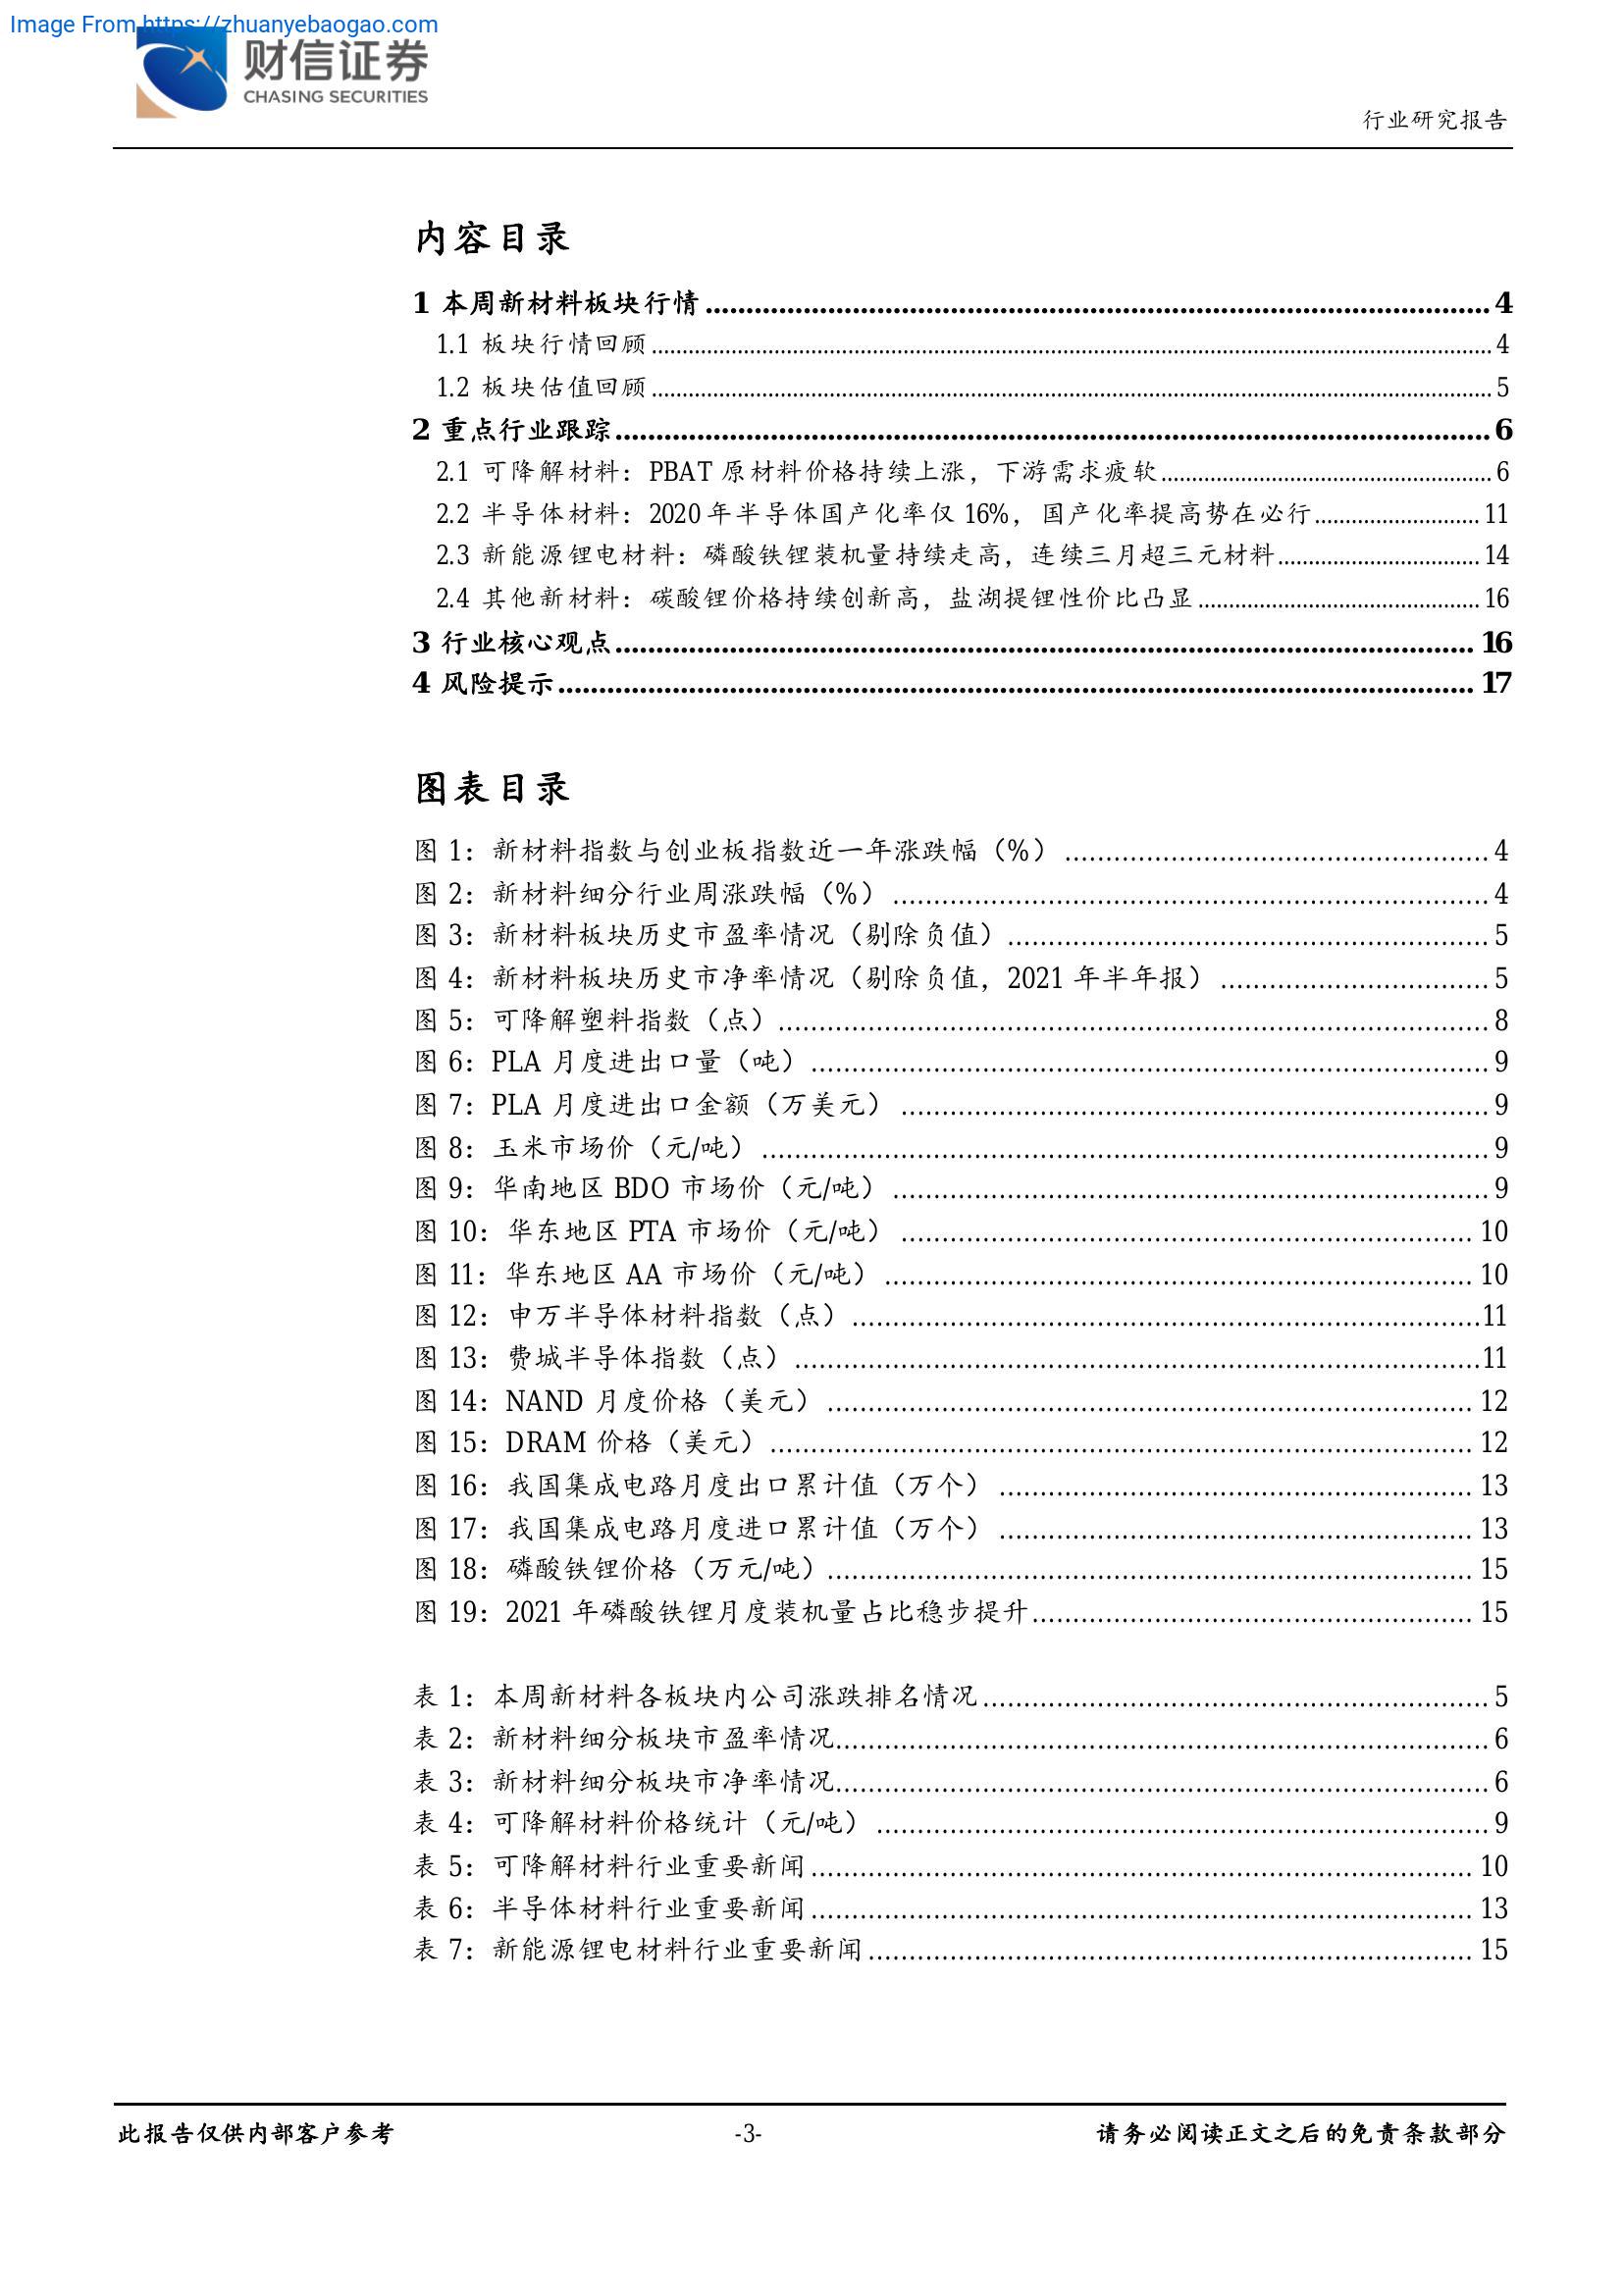 Image From https://zhuanyebaogao.com
财信证券
CHASING SECURITIES
行业研究报告
内容目录
1 本周新材料板块行情 4
1.1 板块行情回顾 4
1.2 板块估值回顾 5
2 重点行业跟踪 6
2.1 可降解材料：PBAT 原材料价格持续上涨，下游需求疲软 6
2.2 半导体材料：2020 年半导体国产化率仅 16%，国产化率提高势在必行 11
2.3 新能源锂电材料：磷酸铁锂装机量持续走高，连续三月超三元材料 14
2.4 其他新材料：碳酸锂价格持续创新高，盐湖提锂性价比凸显 16
3 行业核心观点 16
4 风险提示 17
图表目录
图 1：新材料指数与创业板指数近一年涨跌幅（%） 4
图 2：新材料细分行业周涨跌幅（%） 4
图 3：新材料板块历史市盈率情况（剔除负值） 5
图 4：新材料板块历史市净率情况（剔除负值，2021 年半年报） 5
图 5：可降解塑料指数（点） 8
图 6：PLA 月度进出口量（吨） 9
图 7：PLA 月度进出口金额（万美元） 9
图 8：玉米市场价（元/吨） 9
图 9：华南地区 BDO 市场价（元/吨） 9
图 10：华东地区 PTA 市场价（元/吨） 10
图 11：华东地区 AA 市场价（元/吨） 10
图 12：申万半导体材料指数（点） 11
图 13：费城半导体指数（点） 11
图 14：NAND 月度价格（美元） 12
图 15：DRAM 价格（美元） 12
图 16：我国集成电路月度出口累计值（万个） 13
图 17：我国集成电路月度进口累计值（万个） 13
图 18：磷酸铁锂价格（万元/吨） 15
图 19：2021 年磷酸铁锂月度装机量占比稳步提升 15
表 1：本周新材料各板块内公司涨跌排名情况 5
表 2：新材料细分板块市盈率情况 6
表 3：新材料细分板块市净率情况 6
表 4：可降解材料价格统计（元/吨） 9
表 5：可降解材料行业重要新闻 10
表 6：半导体材料行业重要新闻 13
表 7：新能源锂电材料行业重要新闻 15
此报告仅供内部客户参考
-3-
请务必阅读正文之后的免责条款部分